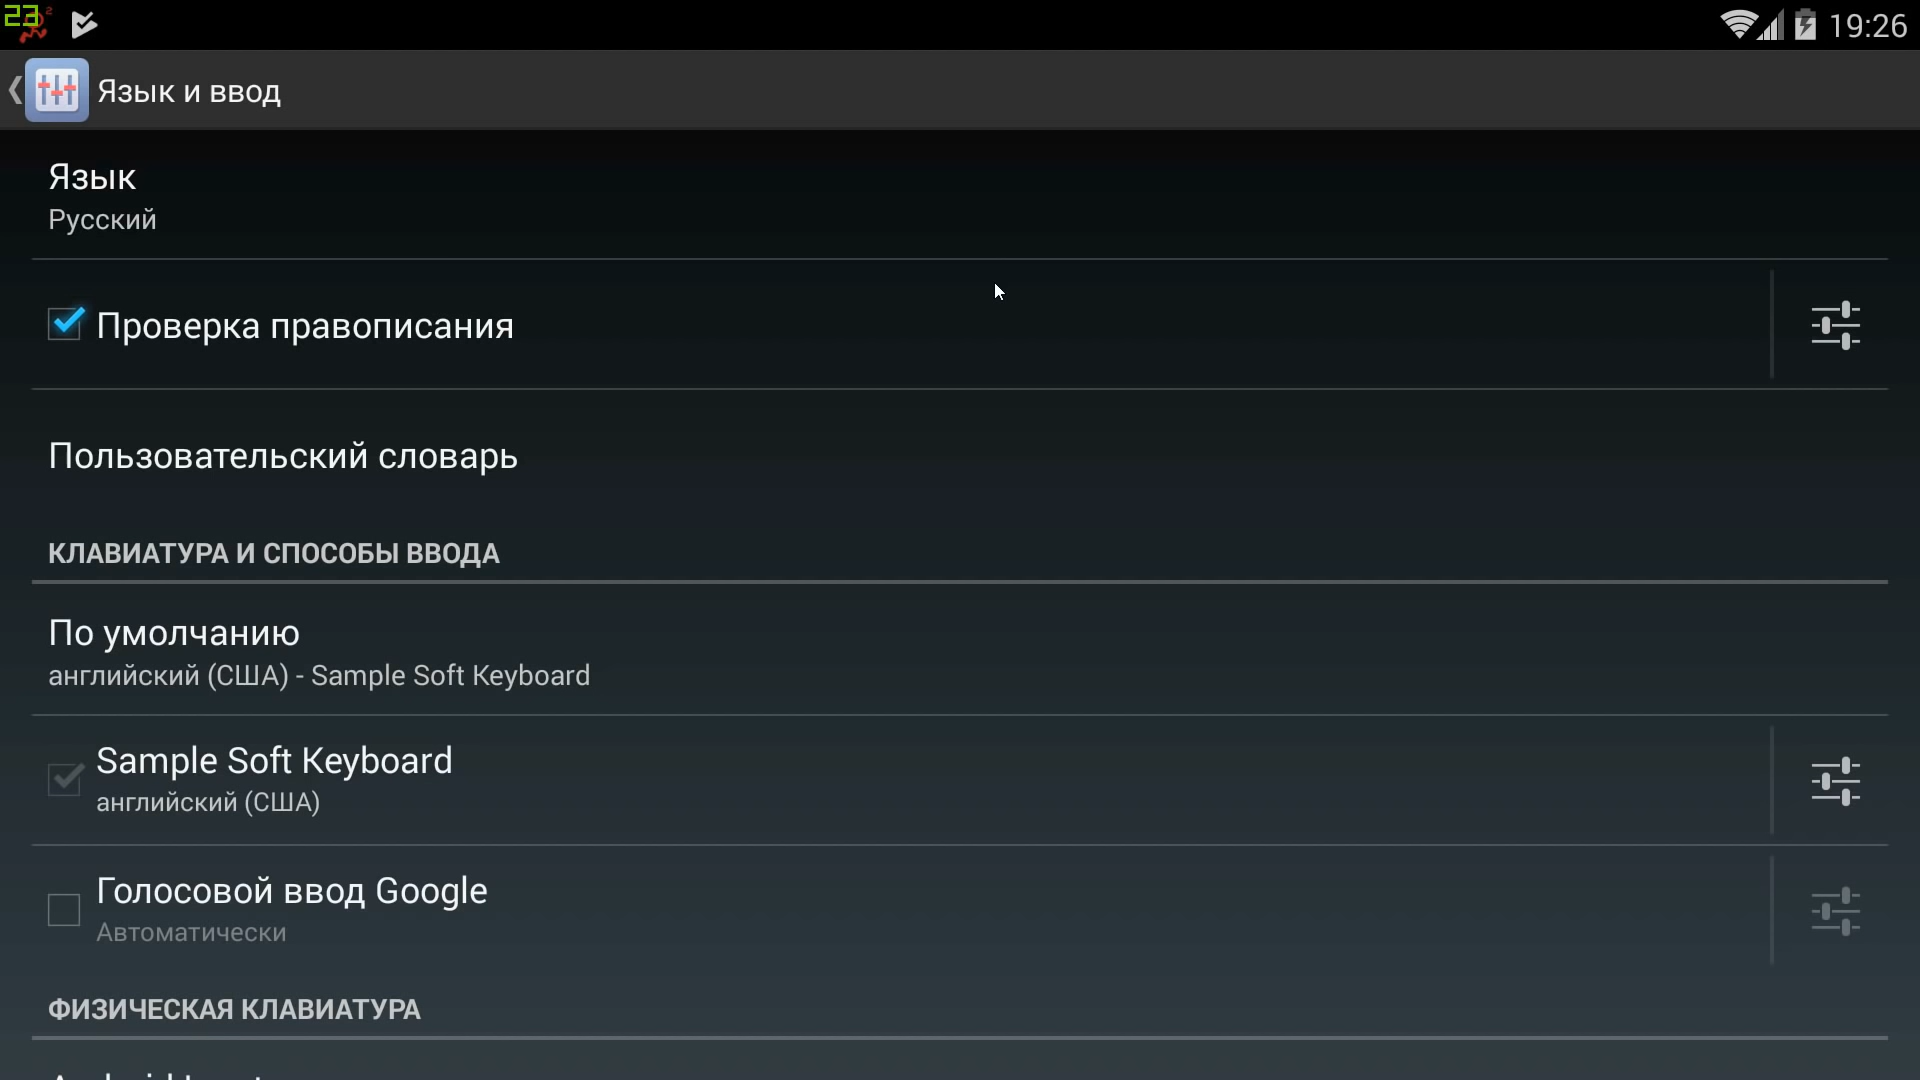 23
19:26
Язык и ввод
Язык
Русский
Проверка правописания
Пользовательский словарь
КЛАВИАТУРА И СПОСОБЫ ВВОДА
По умолчанию
английский (США) - Sample Soft Keyboard
Sample Soft Keyboard
английский (США)
Голосовой ввод Google
Автоматически
ФИЗИЧЕСКАЯ КЛАВИАТУРА